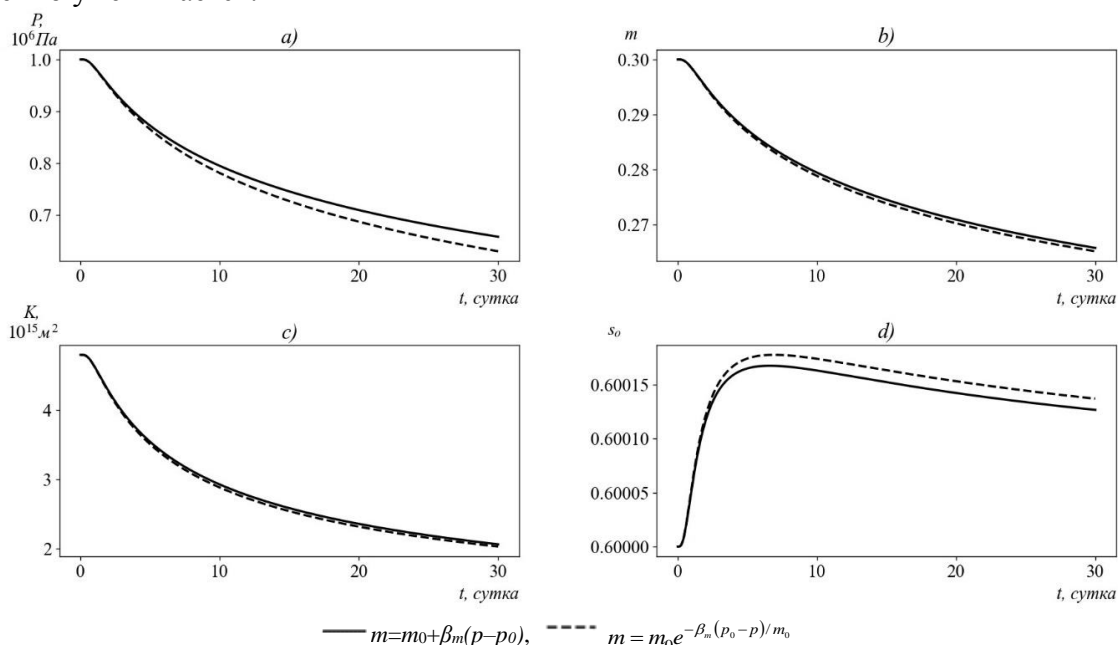 P,
10⁶Па
a)
1.0
0.9
0.8
0.7
0
10
20
30
t, сутка
m
b)
0.30
0.29
0.28
0.27
0
10
20
30
t, сутка
K,
10¹⁵м²
c)
4
3
2
0
10
20
30
t, сутка
sₒ
d)
0.60015
0.60010
0.60005
0.60000
0
10
20
30
t, сутка
m=m₀+βₘ(p−p₀), m = m₀e^{−βₘ(p₀−p)/m₀}